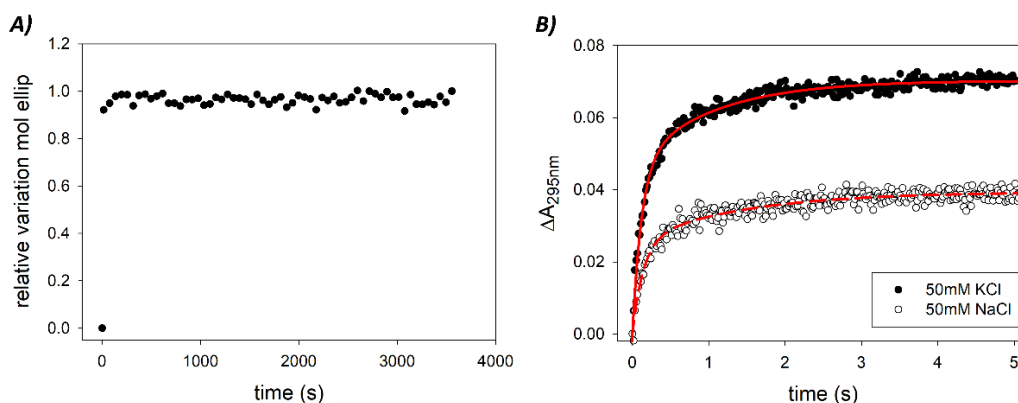 A)
relative variation mol ellip
1.2
1.0
0.8
0.6
0.4
0.2
0.0
0
1000
2000
3000
4000
time (s)
B)
ΔA295nm
0.08
0.06
0.04
0.02
0.00
50mM KCl
50mM NaCl
0
1
2
3
4
5
time (s)